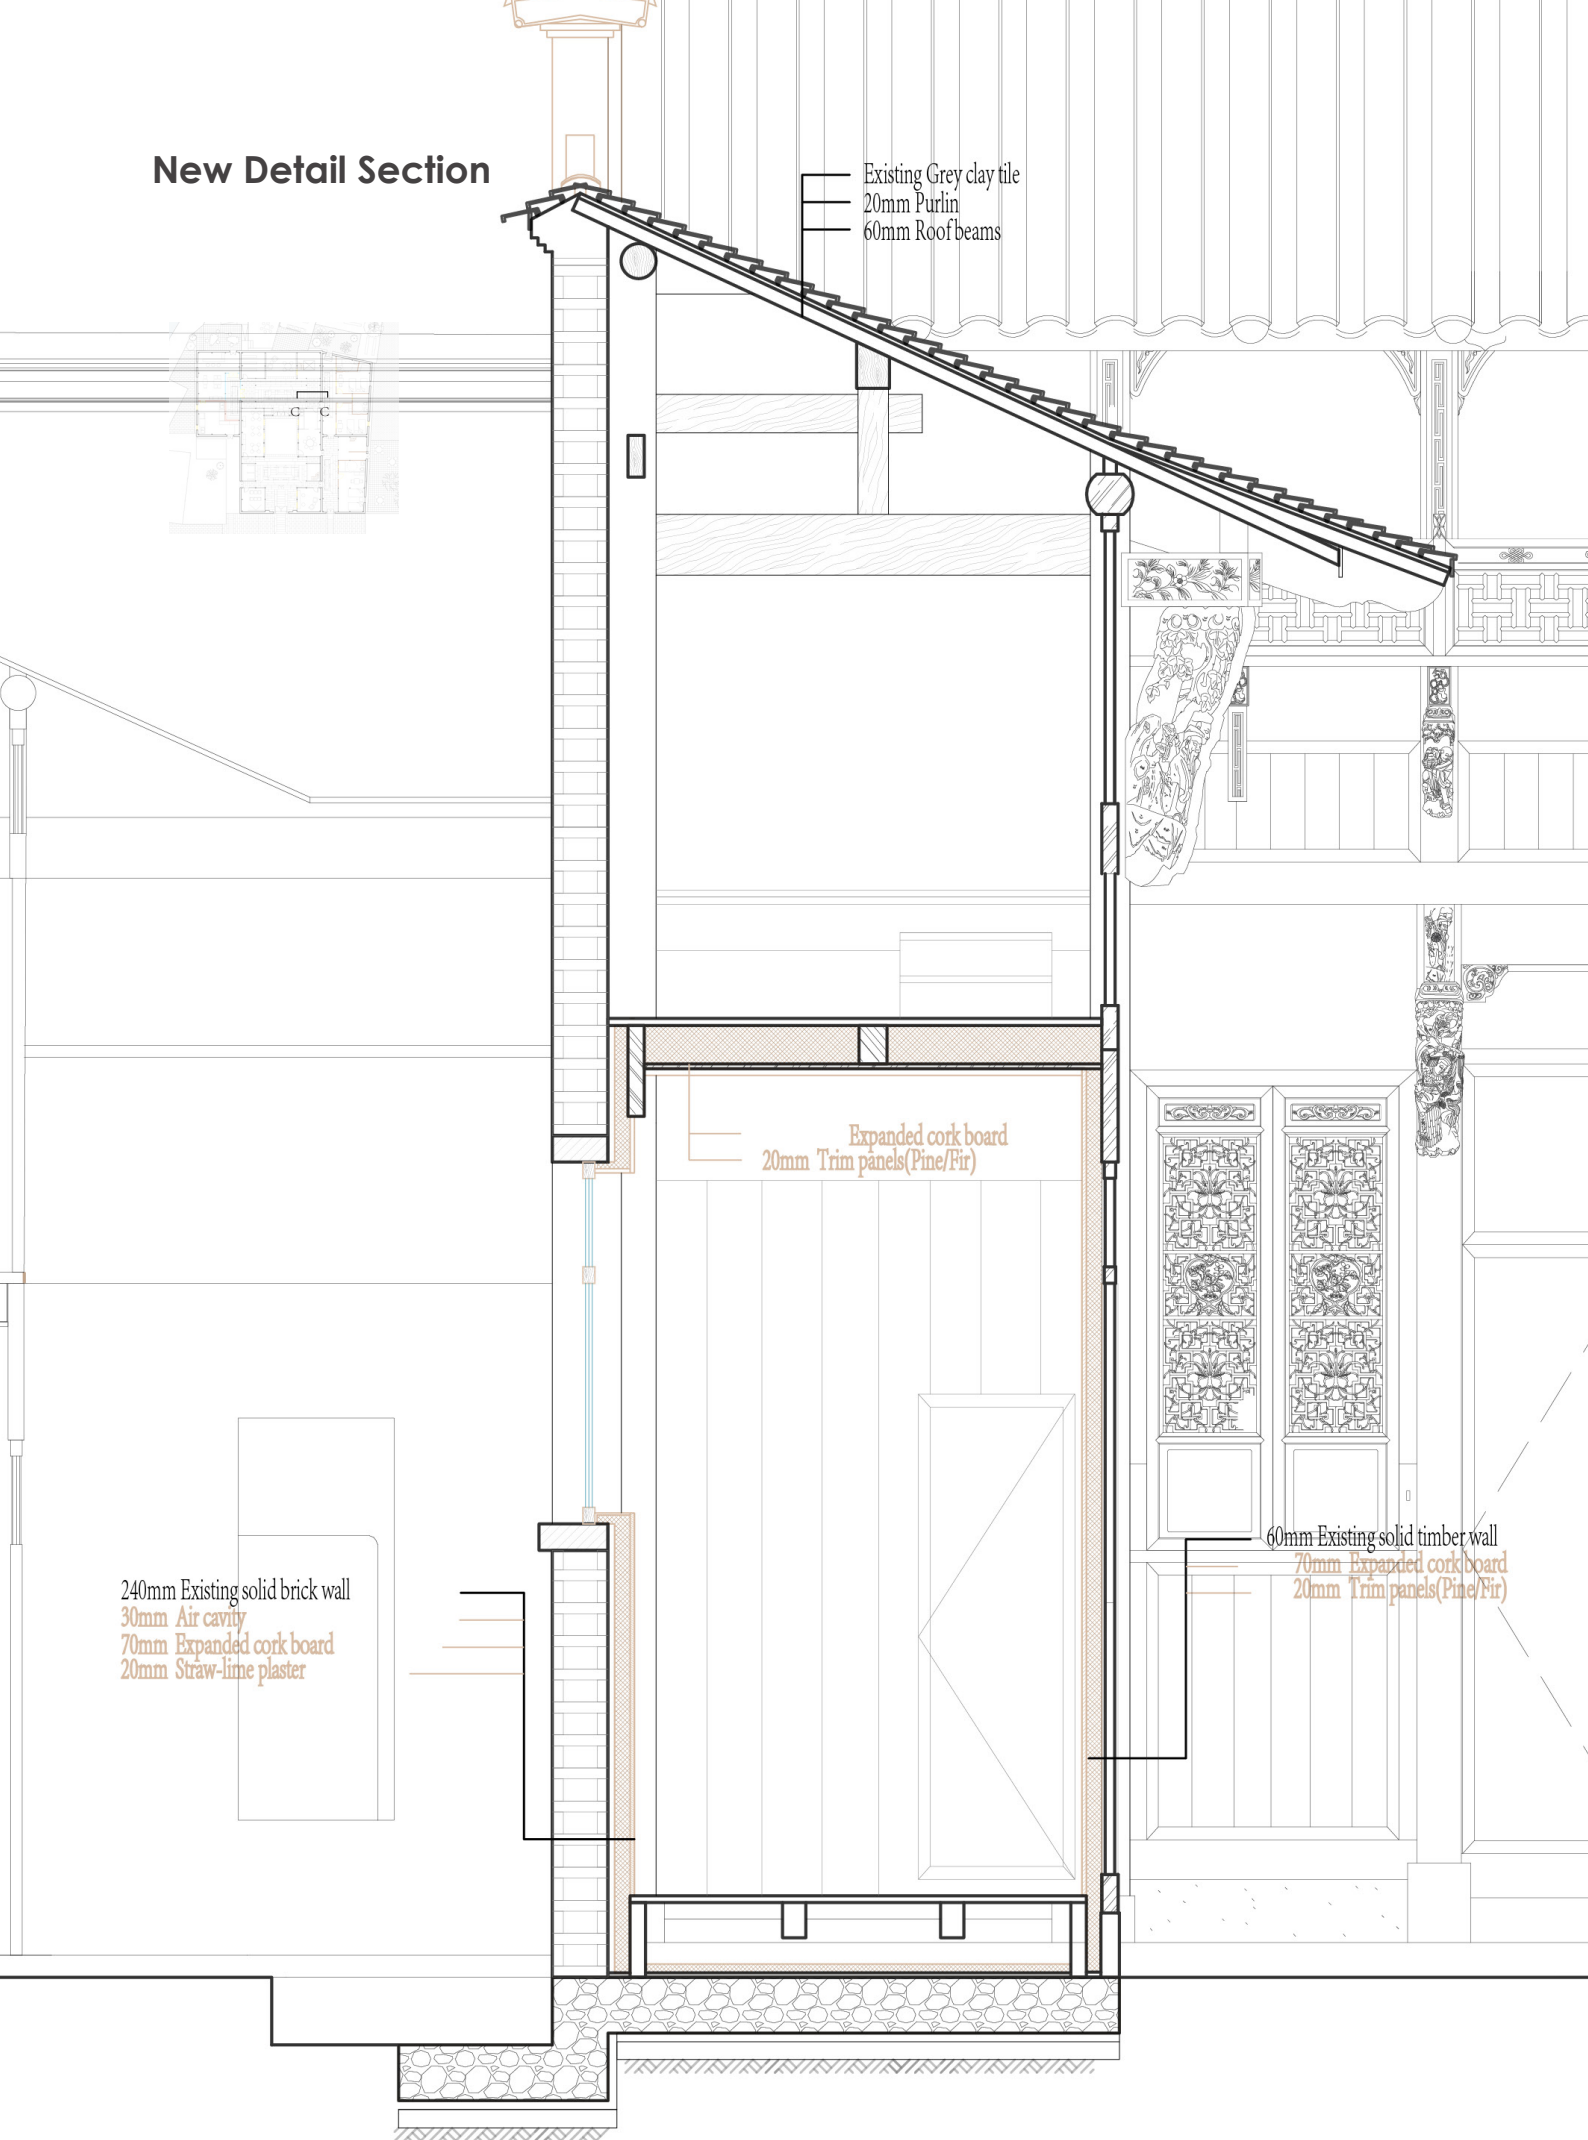 New Detail Section
Existing Grey clay tile
20mm Purlin
60mm Roof beams
C C
Expanded cork board
20mm Trim panels(Pine/Fir)
60mm Existing solid timber wall
70mm Expanded cork board
20mm Trim panels(Pine/Fir)
240mm Existing solid brick wall
30mm Air cavity
70mm Expanded cork board
20mm Straw-lime plaster